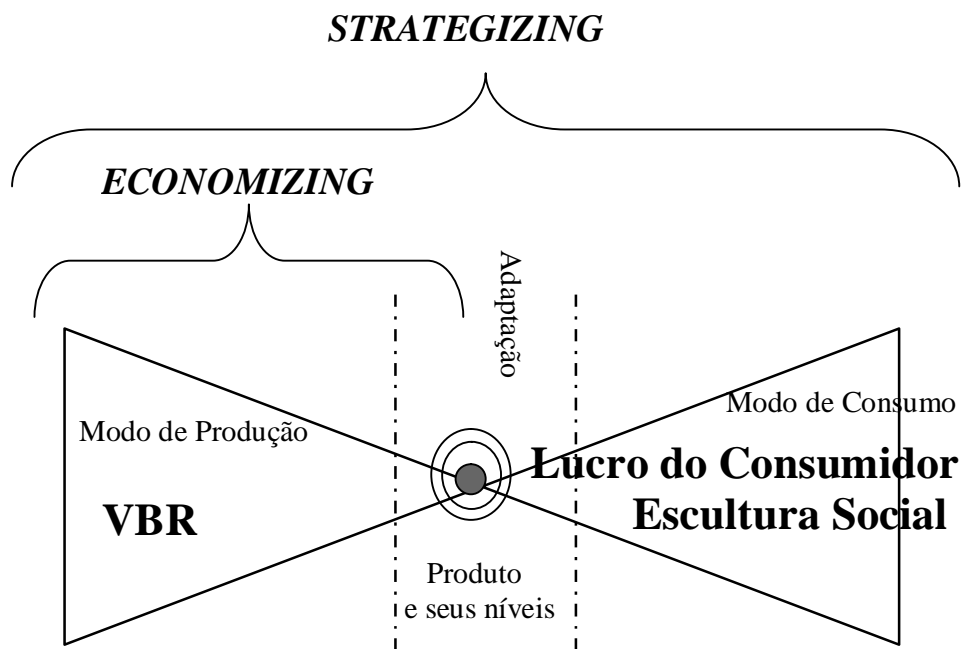 STRATEGIZING
ECONOMIZING
Adaptação
Modo de Produção
VBR
Modo de Consumo
Lucro do Consumidor
Escultura Social
Produto
e seus níveis